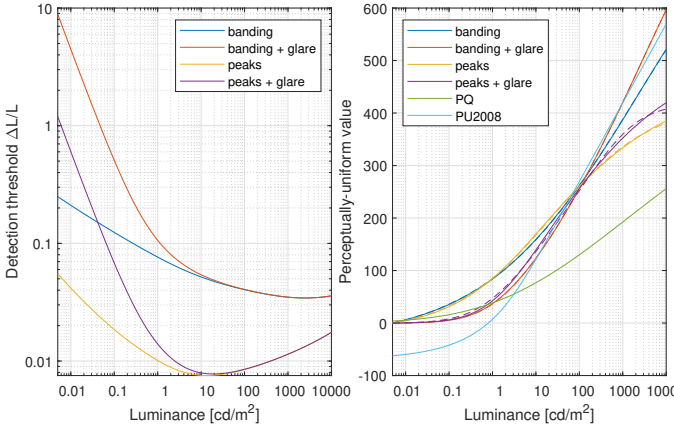 10
1
0.1
0.01
Detection threshold ΔL/L
banding
banding + glare
peaks
peaks + glare
0.01 0.1 1 10 100 1000 10000
Luminance [cd/m²]
600
500
400
300
200
100
0
-100
Perceptually-uniform value
banding
banding + glare
peaks
peaks + glare
PQ
PU2008
0.01 0.1 1 10 100 1000 10000
Luminance [cd/m²]